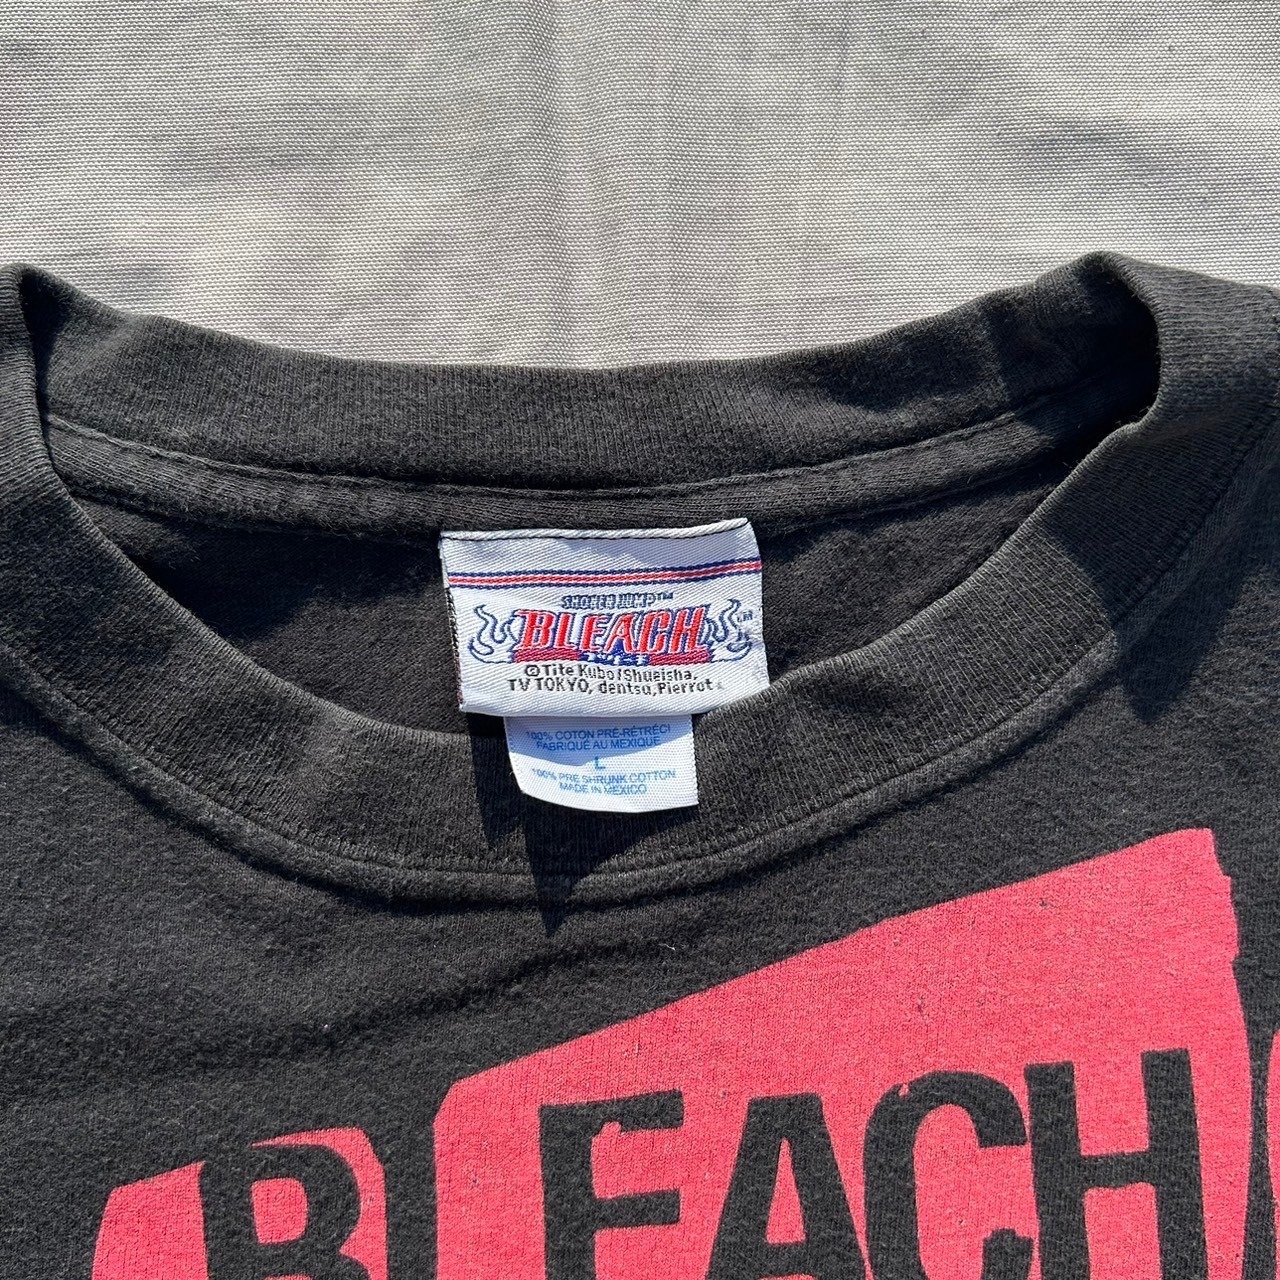 SHONEN JUMP™
BLEACH
©Tite Kubo/Shueisha,
TV TOKYO, dentsu, Pierrot
100% COTON PRÉ-RÉTRÉCI
FABRIQUÉ AU MEXIQUE
L
100% PRE SHRUNK COTTON
MADE IN MEXICO
BLEACH